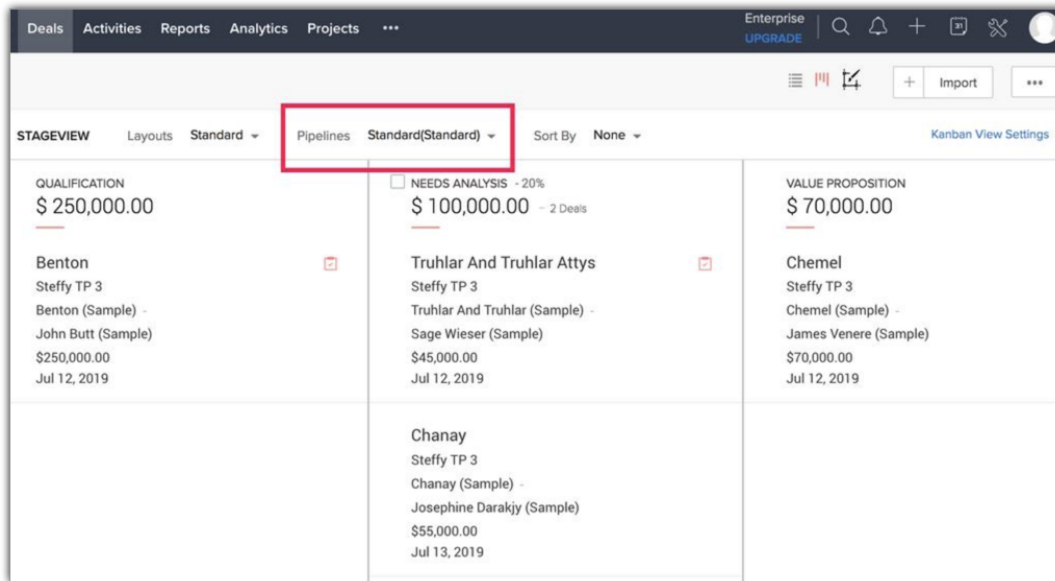 Deals Activities Reports Analytics Projects •••
Enterprise
UPGRADE
31
+ Import •••
STAGEVIEW Layouts Standard Pipelines Standard(Standard) Sort By None Kanban View Settings
QUALIFICATION
$ 250,000.00
Benton
Steffy TP 3
Benton (Sample) -
John Butt (Sample)
$250,000.00
Jul 12, 2019
NEEDS ANALYSIS - 20%
$ 100,000.00 – 2 Deals
Truhlar And Truhlar Attys
Steffy TP 3
Truhlar And Truhlar (Sample) -
Sage Wieser (Sample)
$45,000.00
Jul 12, 2019
Chanay
Steffy TP 3
Chanay (Sample) -
Josephine Darakjy (Sample)
$55,000.00
Jul 13, 2019
VALUE PROPOSITION
$ 70,000.00
Chemel
Steffy TP 3
Chemel (Sample) -
James Venere (Sample)
$70,000.00
Jul 12, 2019